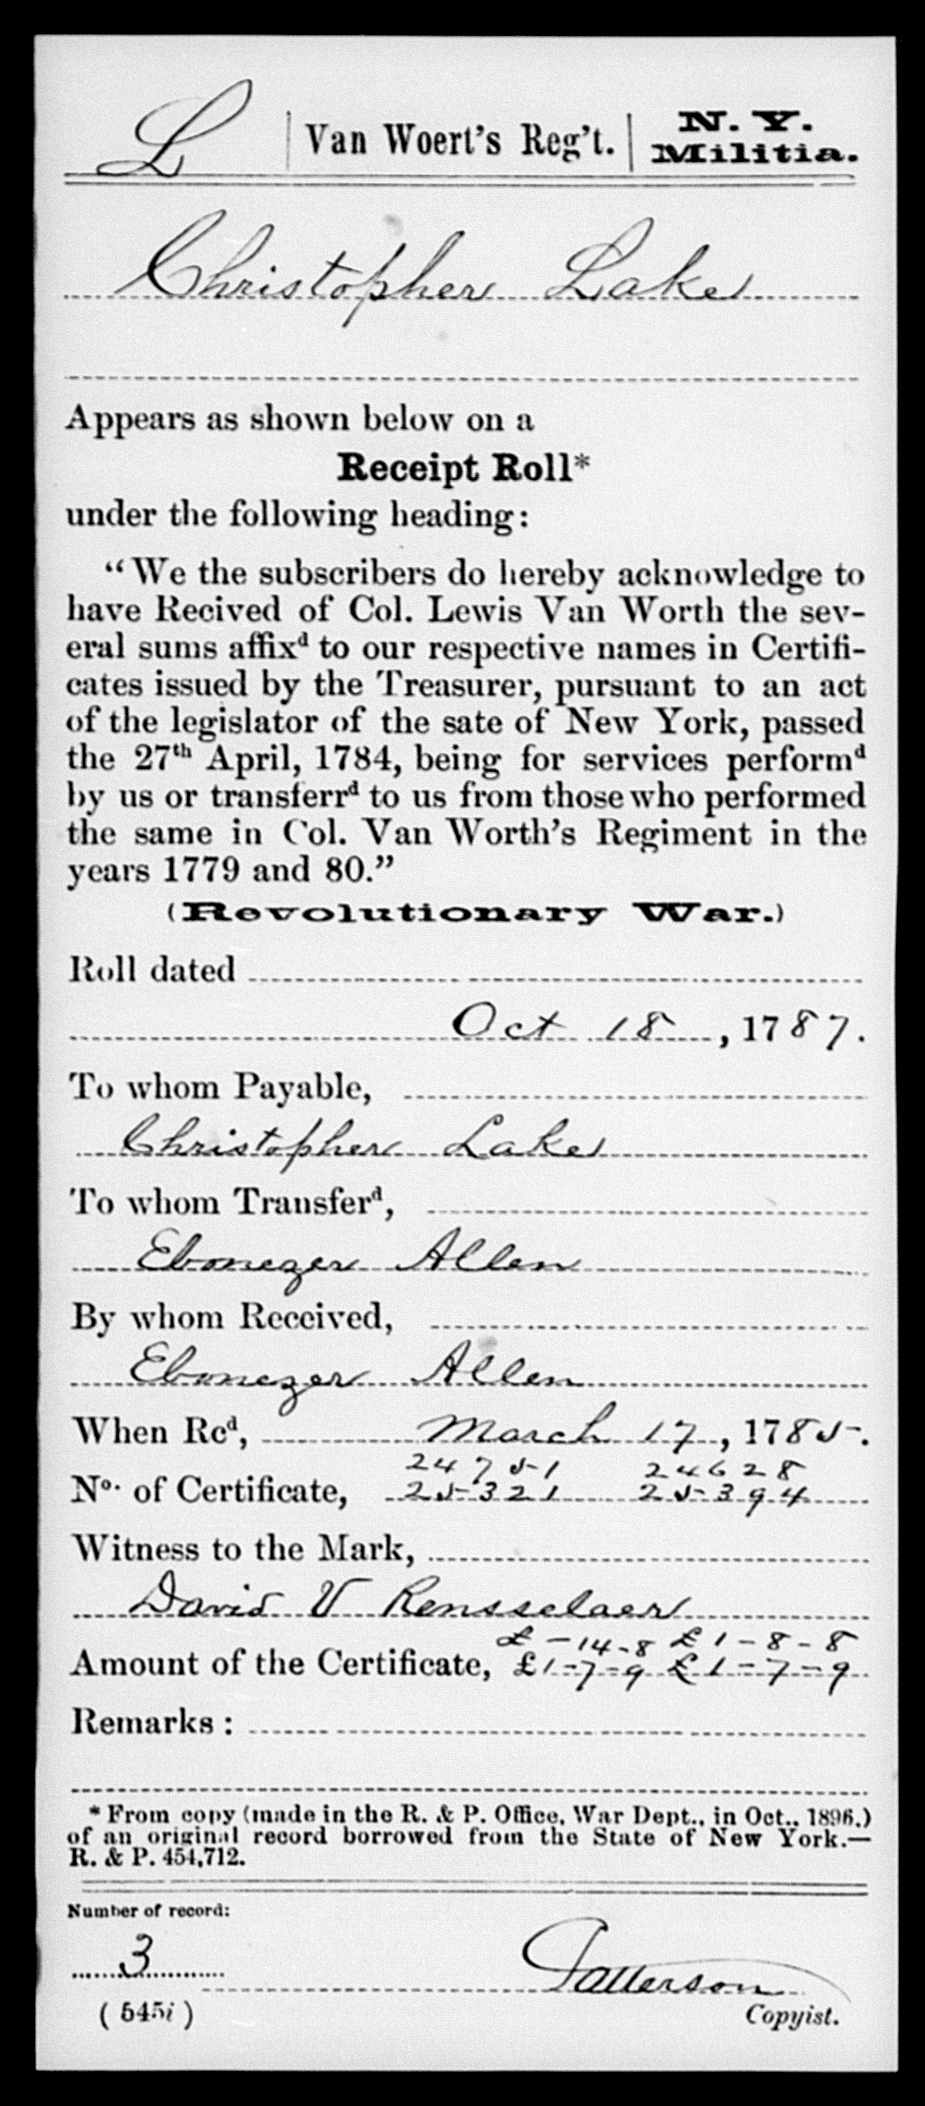 L Van Woert's Reg't. N. Y. Militia.
Christopher Lake
Appears as shown below on a
Receipt Roll*
under the following heading:
"We the subscribers do hereby acknowledge to
have Recived of Col. Lewis Van Worth the sev-
eral sums affixᵈ to our respective names in Certifi-
cates issued by the Treasurer, pursuant to an act
of the legislator of the sate of New York, passed
the 27ᵗʰ April, 1784, being for services performᵈ
by us or transferrᵈ to us from those who performed
the same in Col. Van Worth's Regiment in the
years 1779 and 80."
(Revolutionary War.)
Roll dated
Oct 18, 1787.
To whom Payable,
Christopher Lake
To whom Transferᵈ,
Ebonezer Allen
By whom Received,
Ebonezer Allen
When Rcᵈ, March 17, 1785.
24751 24628
Nᵒ· of Certificate, 25321 25394
Witness to the Mark,
David V Rensselaer
£ -14-8 £1-8-8
Amount of the Certificate, £1-7-9 £1-7-9
Remarks:
* From copy (made in the R. & P. Office, War Dept., in Oct., 1896,)
of an original record borrowed from the State of New York.—
R. & P. 454,712.
Number of record:
3
Patterson
(545i) Copyist.